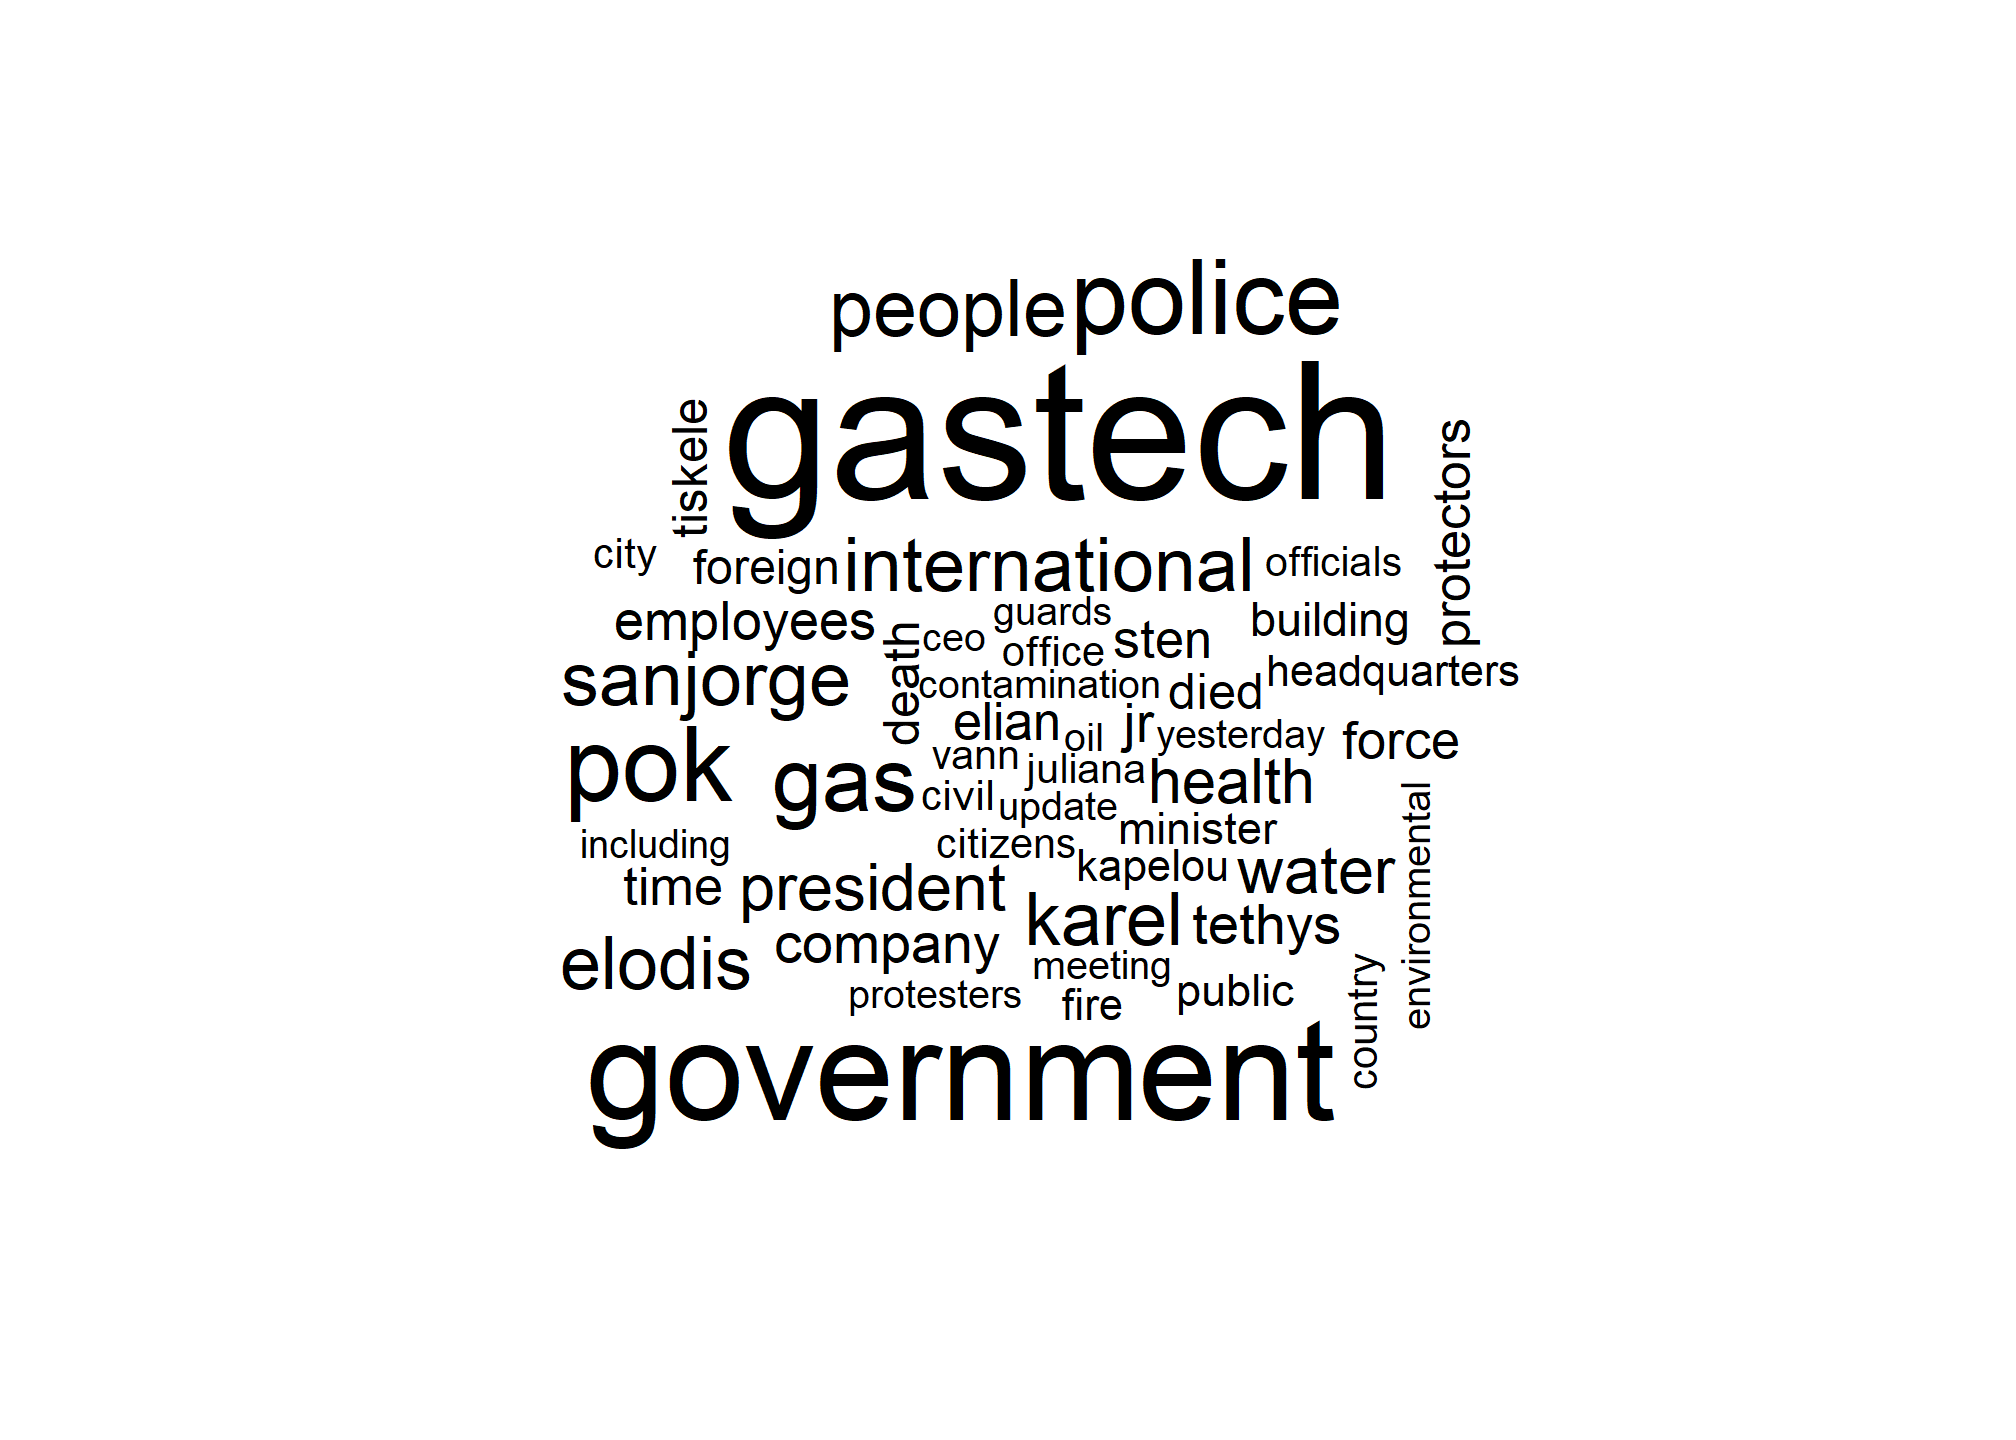 people police
gastech
tiskele
protectors
city foreign international officials
employees guards building
death ceo office sten
sanjorge contamination died headquarters
elian oil jr yesterday force
pok gas vann juliana health
civil update
environmental
including citizens minister
time president kapelou water
karel tethys
elodis company meeting
country
protesters fire public
government